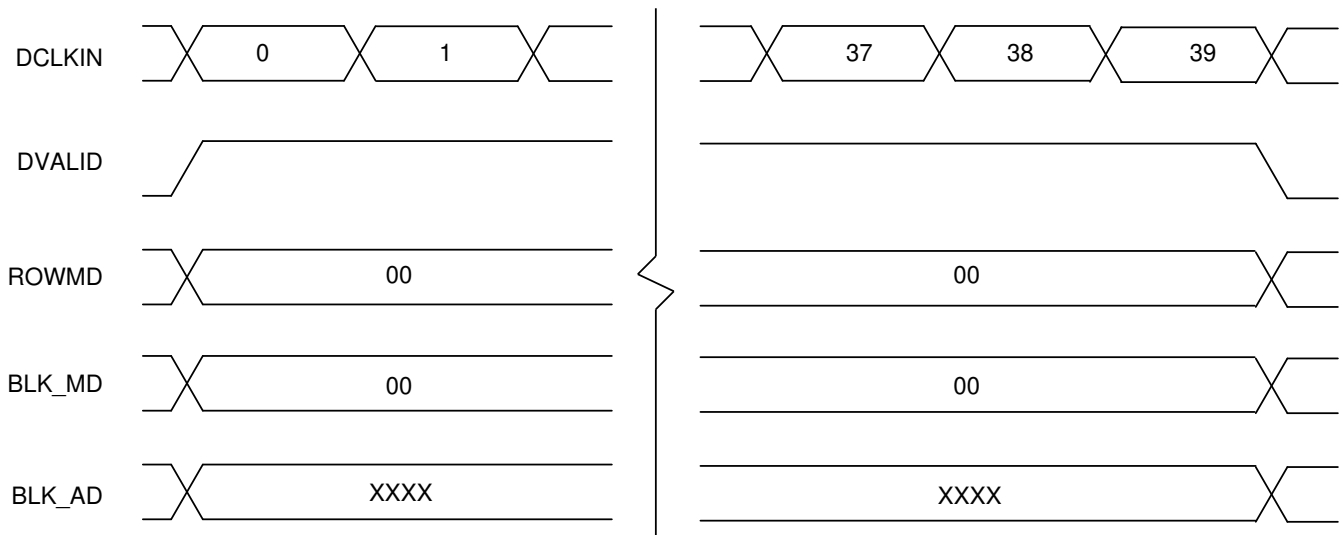 DCLKIN 0 1 37 38 39
DVALID
ROWMD 00 00
BLK_MD 00 00
BLK_AD XXXX XXXX